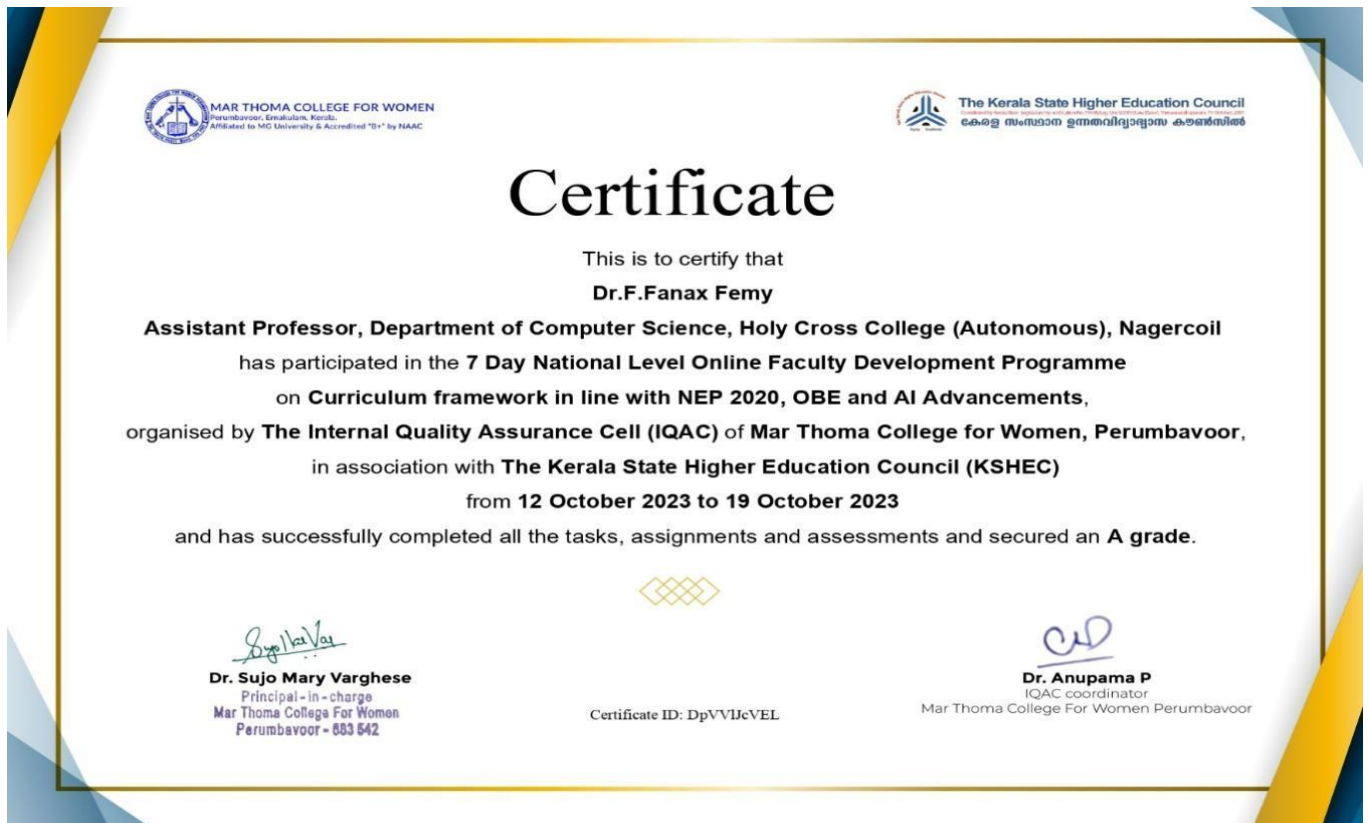 MAR THOMA COLLEGE FOR WOMEN
Perumbavoor, Ernakulam, Kerala.
Affiliated to MG University & Accredited "B+" by NAAC
The Kerala State Higher Education Council
കേരള സംസ്ഥാന ഉന്നതവിദ്യാഭ്യാസ കൗൺസിൽ
Certificate
This is to certify that
Dr.F.Fanax Femy
Assistant Professor, Department of Computer Science, Holy Cross College (Autonomous), Nagercoil
has participated in the 7 Day National Level Online Faculty Development Programme
on Curriculum framework in line with NEP 2020, OBE and AI Advancements,
organised by The Internal Quality Assurance Cell (IQAC) of Mar Thoma College for Women, Perumbavoor,
in association with The Kerala State Higher Education Council (KSHEC)
from 12 October 2023 to 19 October 2023
and has successfully completed all the tasks, assignments and assessments and secured an A grade.
Dr. Sujo Mary Varghese
Principal-in-charge
Mar Thoma College For Women
Perumbavoor - 683 542
Certificate ID: DpVVlJcVEL
Dr. Anupama P
IQAC coordinator
Mar Thoma College For Women Perumbavoor